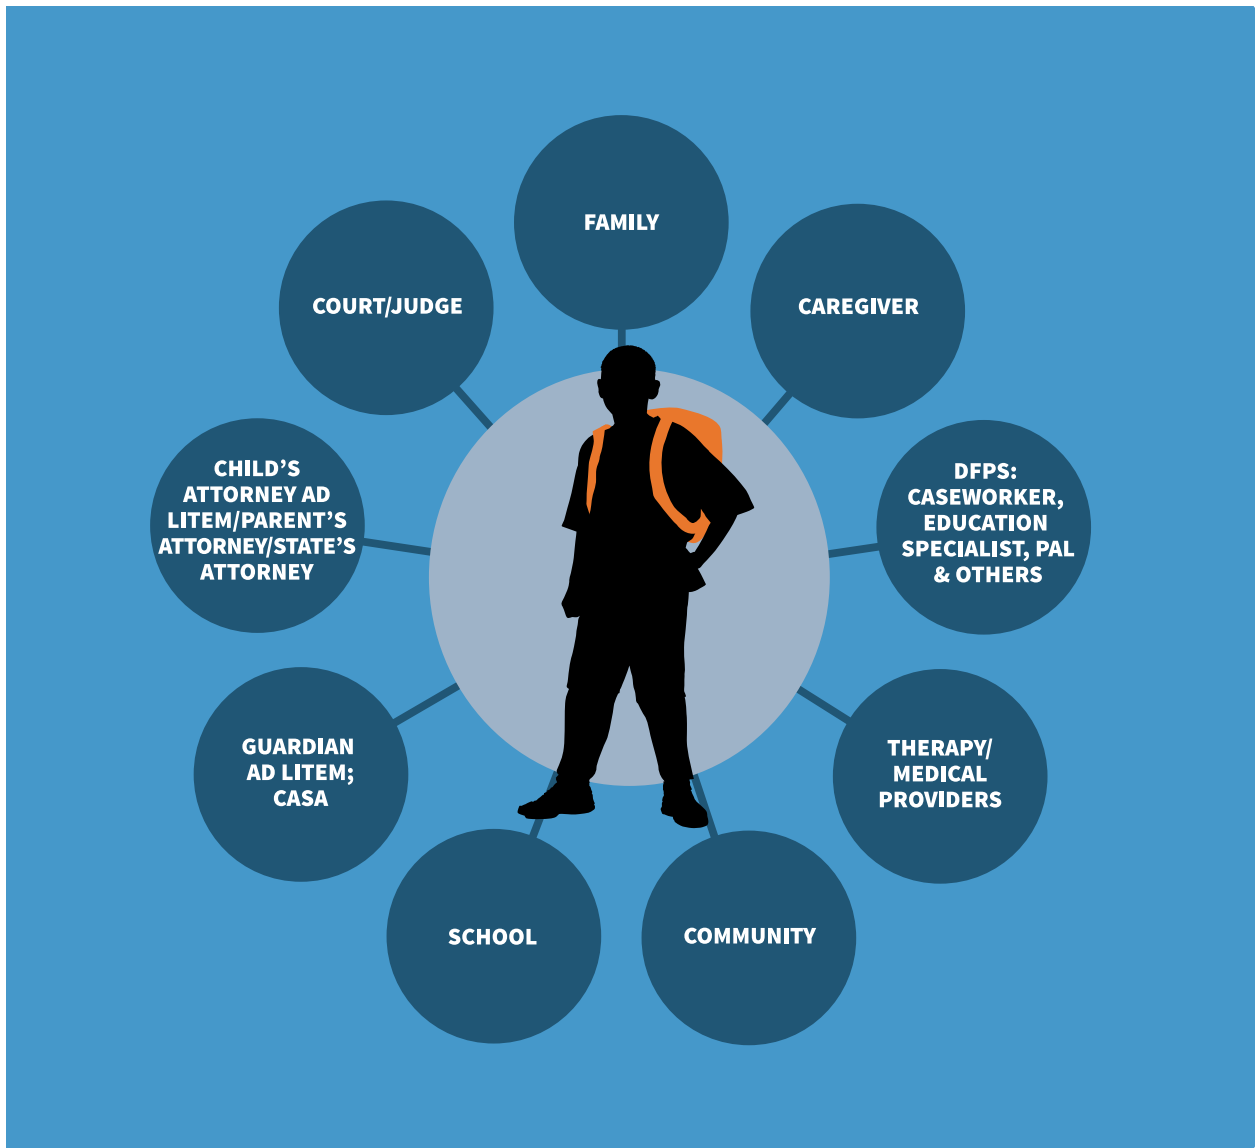 FAMILY
COURT/JUDGE
CAREGIVER
CHILD’S
ATTORNEY AD
LITEM/PARENT’S
ATTORNEY/STATE’S
ATTORNEY
DFPS:
CASEWORKER,
EDUCATION
SPECIALIST, PAL
& OTHERS
GUARDIAN
AD LITEM;
CASA
THERAPY/
MEDICAL
PROVIDERS
SCHOOL
COMMUNITY